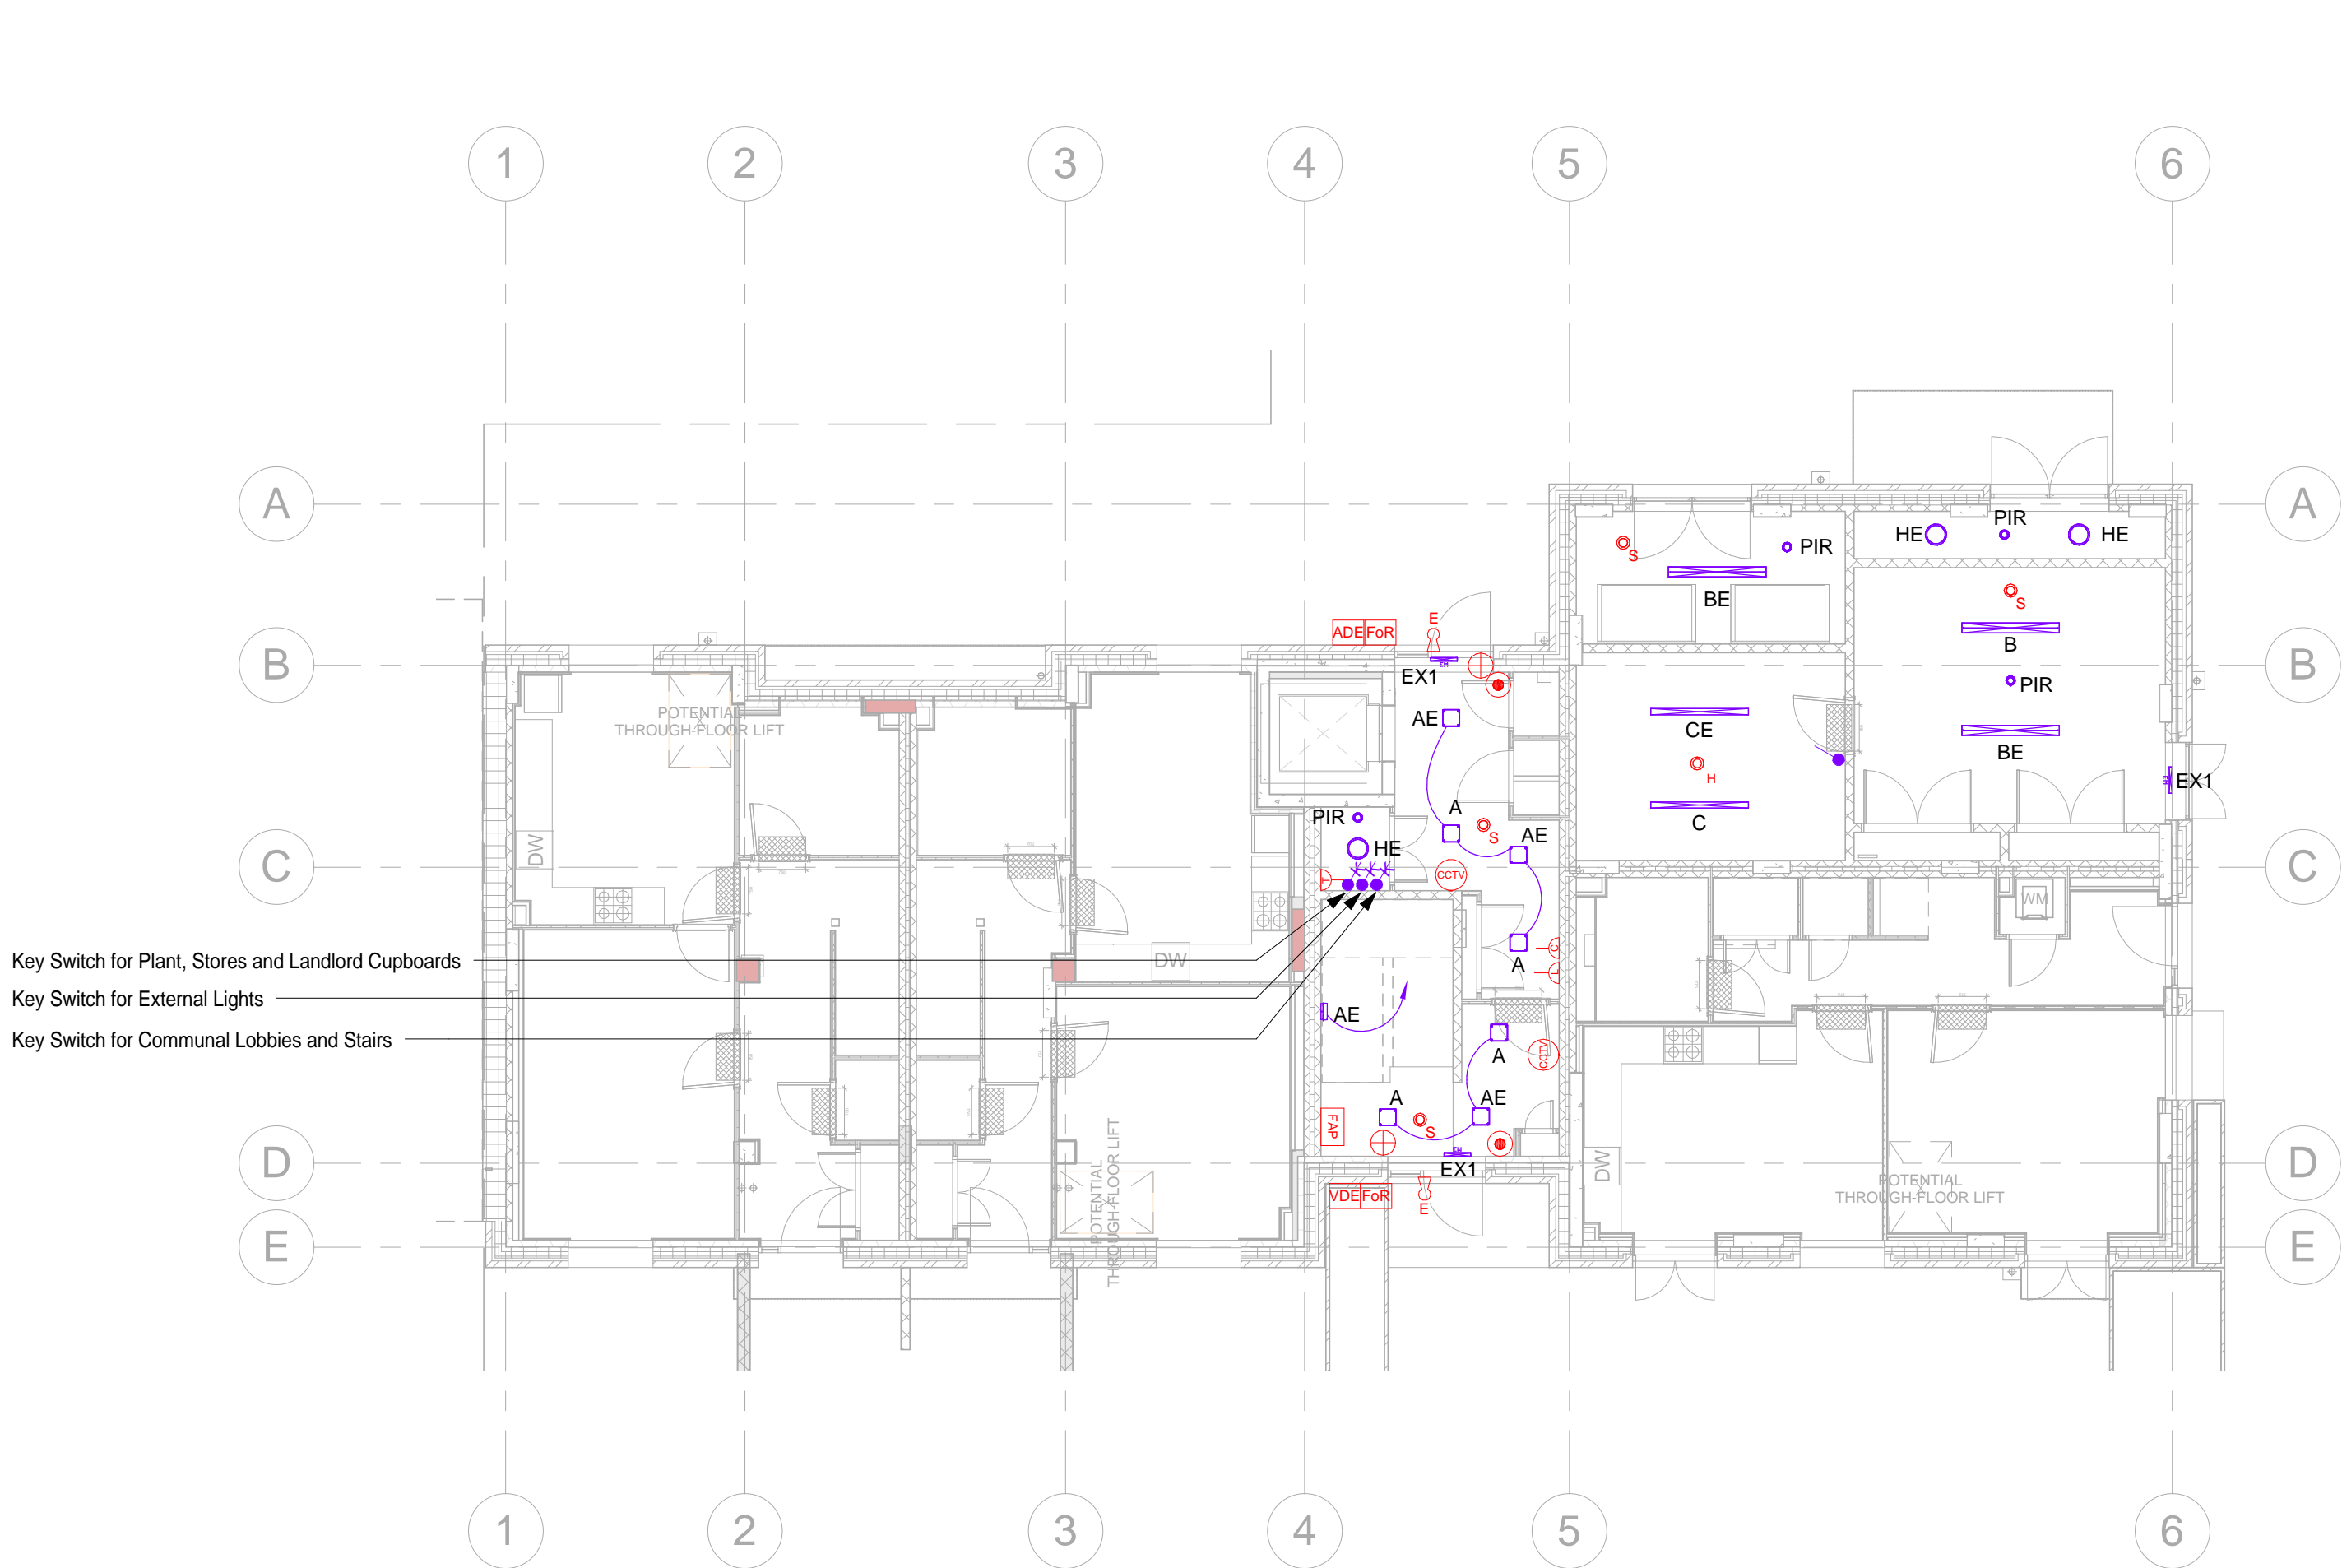 1 2 3 4 5 6
A A
PIR
HE HE
PIR
S
BE
S
B
E
ADE FoR
B B
EX1
PIR
POTENTIAL
THROUGH-FLOOR LIFT
AE
CE
BE
H
EX1
PIR
A
C
S
AE
DW
HE
C C
CCTV
WM
C
Key Switch for Plant, Stores and Landlord Cupboards
DW
A
L
Key Switch for External Lights
AE
Key Switch for Communal Lobbies and Stairs
A
CCTV
A
AE
FAP
S
D D
DW
EX1
POTENTIAL
THROUGH-FLOOR LIFT
POTENTIAL
THROUGH-FLOOR LIFT
VDE FoR
E
E E
1 2 3 4 5 6